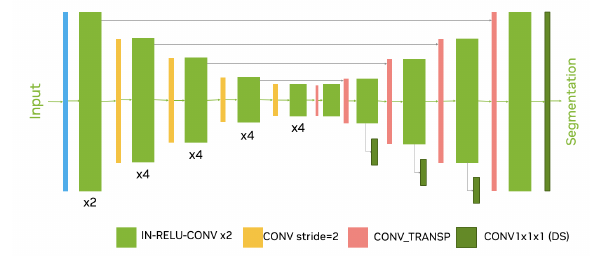 Input
x2
x4
x4
x4
x4
Segmentation
IN-RELU-CONV x2
CONV stride=2
CONV_TRANSP
CONV1x1x1 (DS)